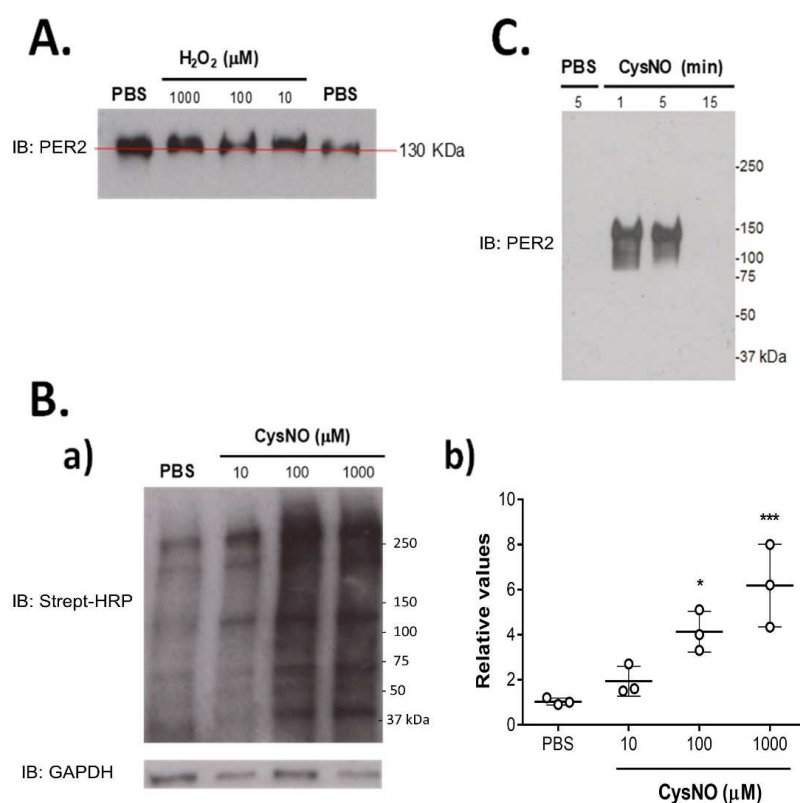 A.
H₂O₂ (μM)
PBS 1000 100 10 PBS
IB: PER2
130 KDa
C.
PBS CysNO (min)
5 1 5 15
IB: PER2
-250
-150
-100
-75
-50
-37 kDa
B.
a)
CysNO (μM)
PBS 10 100 1000
IB: Strept-HRP
- 250
- 150
- 100
- 75
- 50
- 37 kDa
IB: GAPDH
b)
Relative values
10
8
6
4
2
0
* ***
PBS 10 100 1000
CysNO (μM)